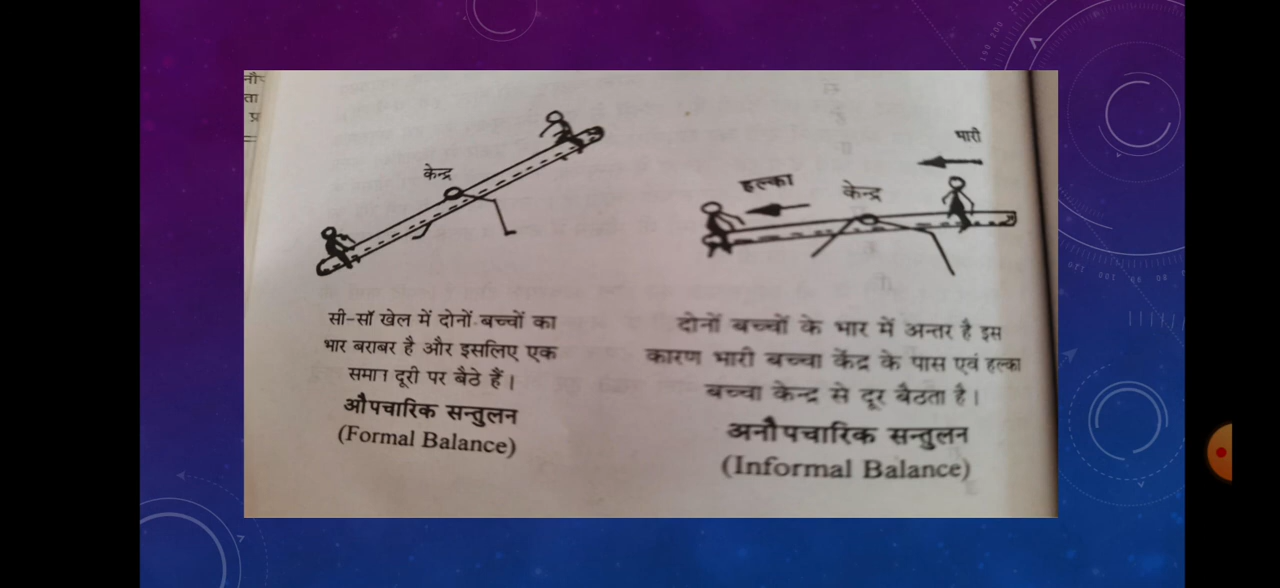 केन्द्र
सी-सॉ खेल में दोनों बच्चों का
भार बराबर है और इसलिए एक
समान दूरी पर बैठे हैं।
औपचारिक सन्तुलन
(Formal Balance)
भारी
हल्का
केन्द्र
दोनों बच्चों के भार में अन्तर है इस
कारण भारी बच्चा केंद्र के पास एवं हल्का
बच्चा केन्द्र से दूर बैठता है।
अनौपचारिक सन्तुलन
(Informal Balance)